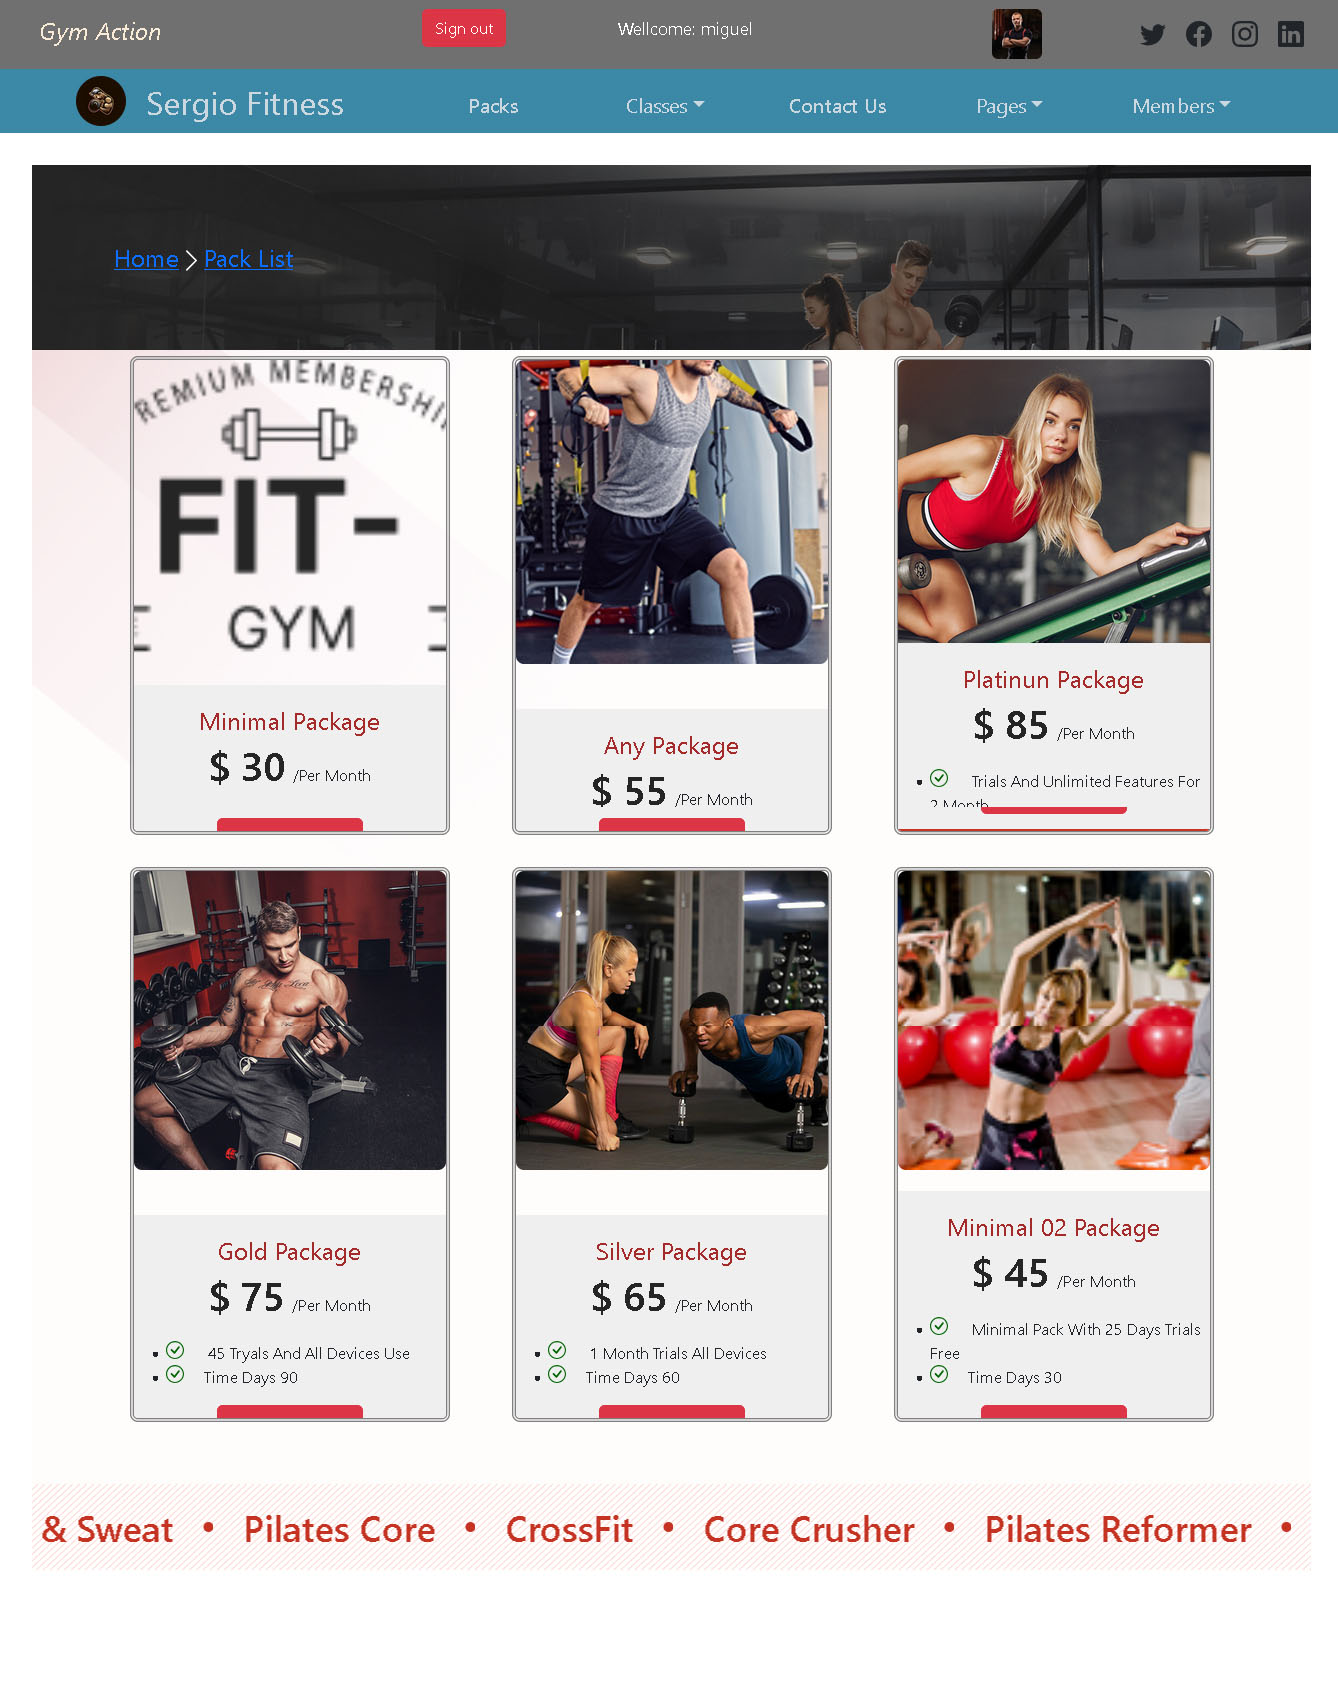 Gym Action
Sign out
Wellcome: miguel
Sergio Fitness
Packs
Classes
Contact Us
Pages
Members
Home > Pack List
REMIUM MEMBERSHI
FIT-
GYM
Minimal Package
$ 30 /Per Month
Any Package
$ 55 /Per Month
Platinun Package
$ 85 /Per Month
Trials And Unlimited Features For
2 Month
Gold Package
$ 75 /Per Month
45 Tryals And All Devices Use
Time Days 90
Silver Package
$ 65 /Per Month
1 Month Trials All Devices
Time Days 60
Minimal 02 Package
$ 45 /Per Month
Minimal Pack With 25 Days Trials
Free
Time Days 30
& Sweat • Pilates Core • CrossFit • Core Crusher • Pilates Reformer •